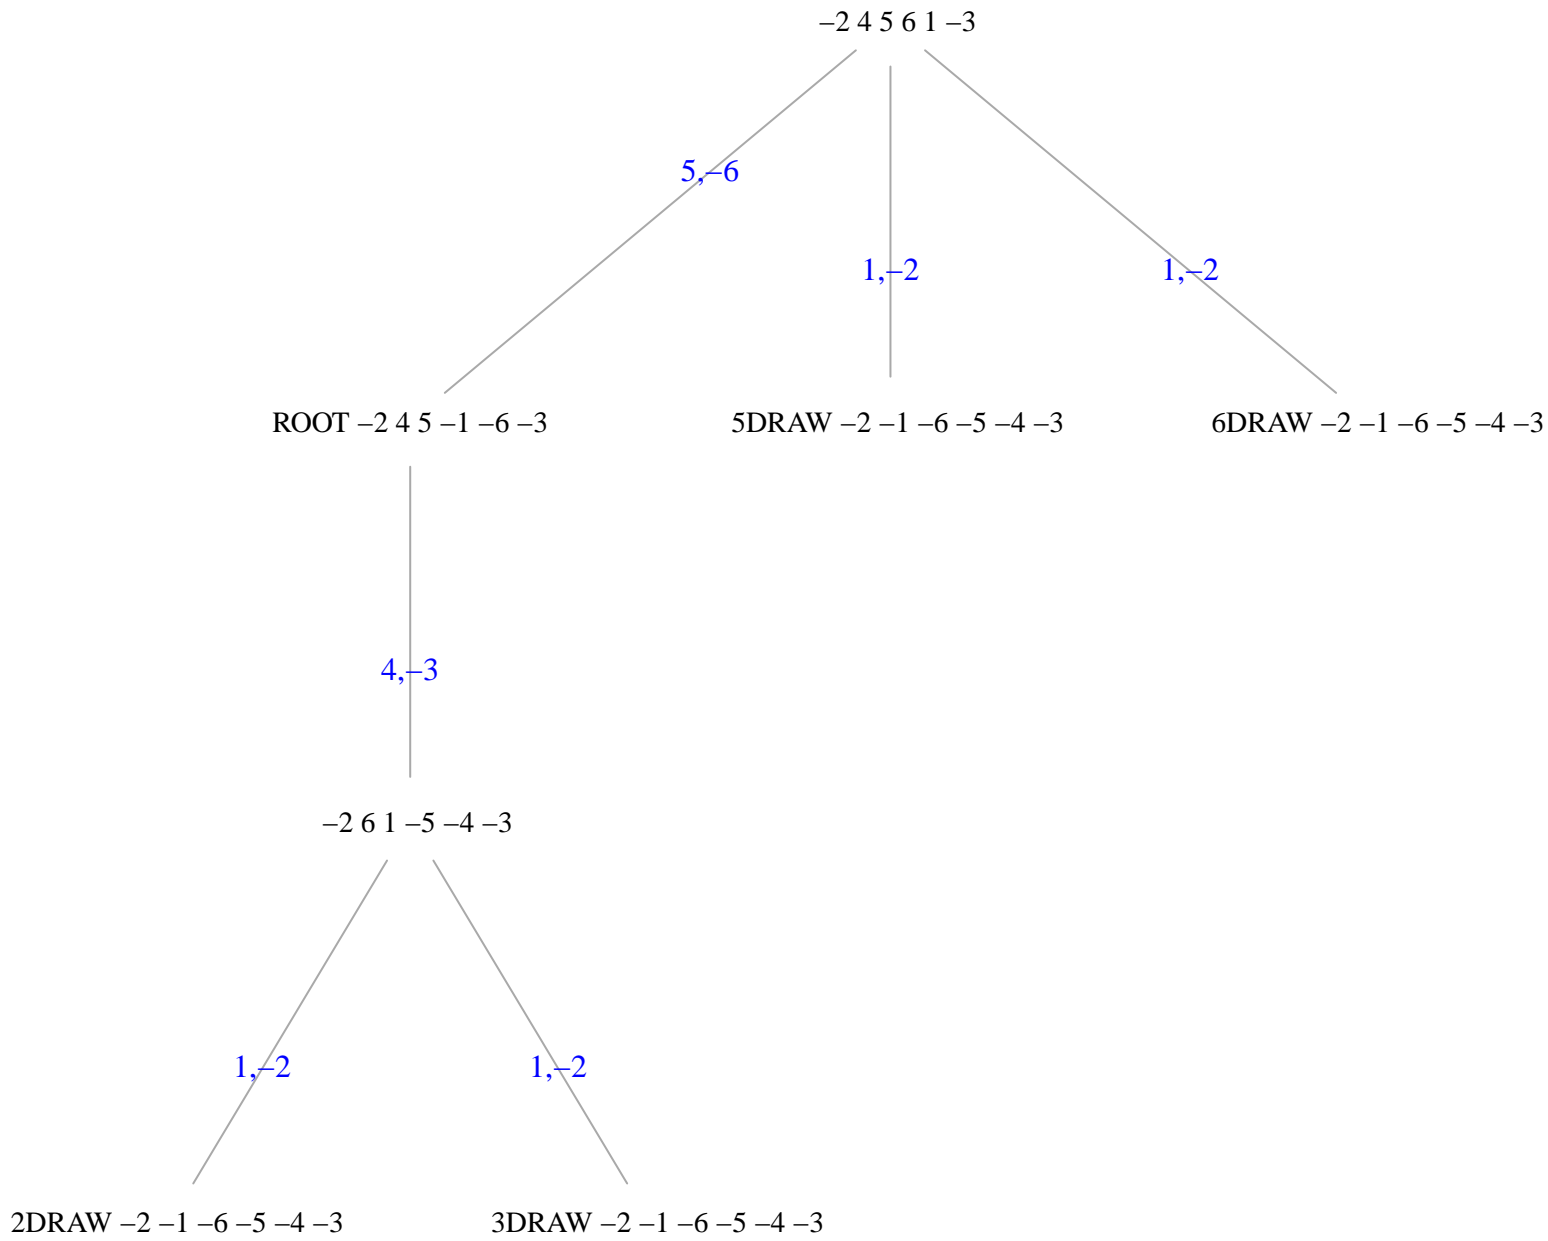 –2 4 5 6 1 –3
5,–6
1,–2
1,–2
ROOT –2 4 5 –1 –6 –3
5DRAW –2 –1 –6 –5 –4 –3
6DRAW –2 –1 –6 –5 –4 –3
4,–3
–2 6 1 –5 –4 –3
1,–2
1,–2
2DRAW –2 –1 –6 –5 –4 –3
3DRAW –2 –1 –6 –5 –4 –3